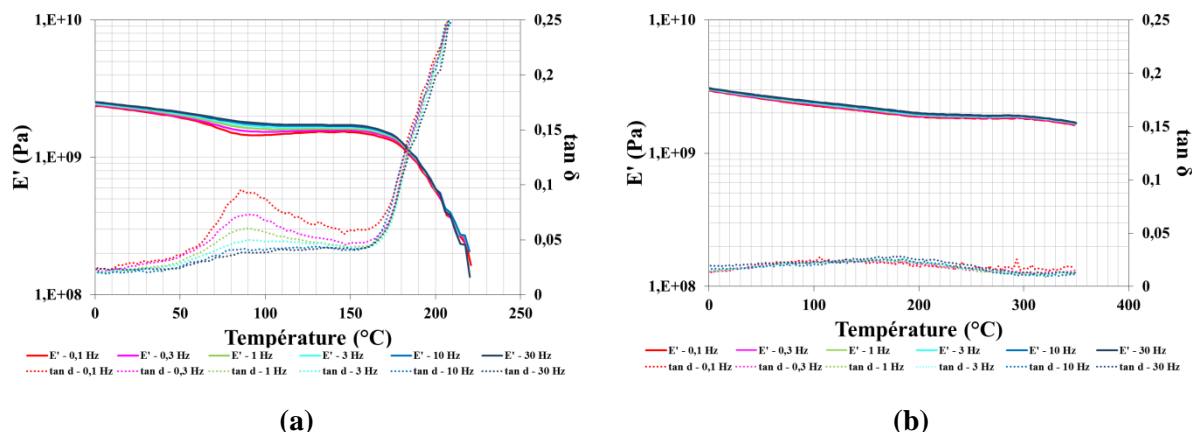 1,E+10
1,E+09
1,E+08
E' (Pa)
0,25
0,2
0,15
0,1
0,05
0
tan δ
0 50 100 150 200 250
Température (°C)
E' - 0,1 Hz E' - 0,3 Hz E' - 1 Hz E' - 3 Hz E' - 10 Hz E' - 30 Hz
tan d - 0,1 Hz tan d - 0,3 Hz tan d - 1 Hz tan d - 3 Hz tan d - 10 Hz tan d - 30 Hz
(a)
1,E+10
1,E+09
1,E+08
E' (Pa)
0,25
0,2
0,15
0,1
0,05
0
tan δ
0 100 200 300 400
Température (°C)
E' - 0,1 Hz E' - 0,3 Hz E' - 1 Hz E' - 3 Hz E' - 10 Hz E' - 30 Hz
tan d - 0,1 Hz tan d - 0,3 Hz tan d - 1 Hz tan d - 3 Hz tan d - 10 Hz tan d - 30 Hz
(b)